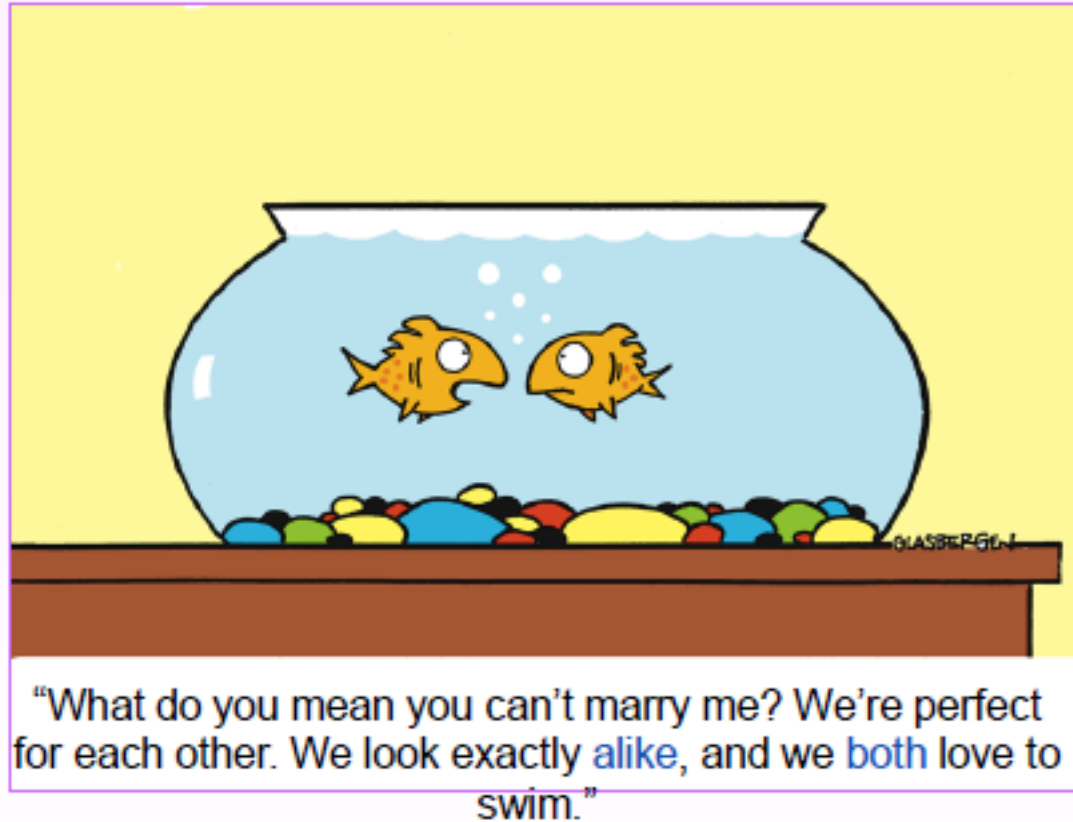 GLASBERGEN
“What do you mean you can’t marry me? We’re perfect
for each other. We look exactly alike, and we both love to
swim.”